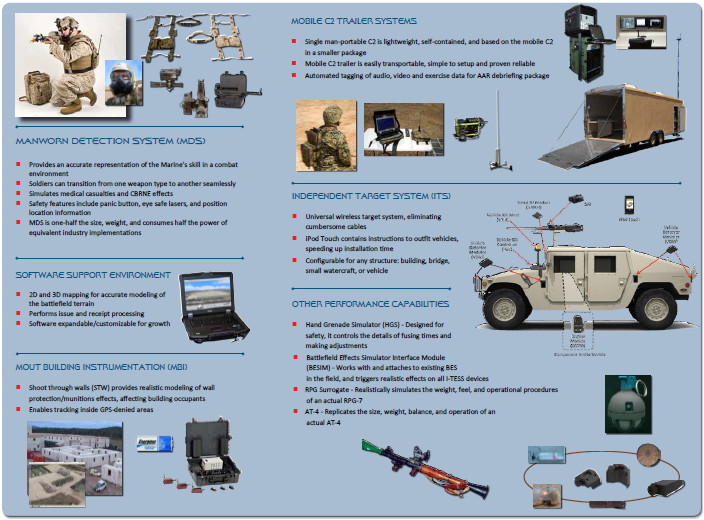 MANWORN DETECTION SYSTEM (MDS)
Provides an accurate representation of the Marine's skill in a combat
environment
Soldiers can transition from one weapon type to another seamlessly
Simulates medical casualties and CBRNE effects
Safety features include panic button, eye safe lasers, and position
location information
MDS is one-half the size, weight, and consumes half the power of
equivalent industry implementations
SOFTWARE SUPPORT ENVIRONMENT
2D and 3D mapping for accurate modeling of
the battlefield terrain
Performs issue and receipt processing
Software expandable/customizable for growth
MOUT BUILDING INSTRUMENTATION (MBI)
Shoot through walls (STW) provides realistic modeling of wall
protection/munitions effects, affecting building occupants
Enables tracking inside GPS-denied areas
Energizer
MOBILE C2 TRAILER SYSTEMS
Single man-portable C2 is lightweight, self-contained, and based on the mobile C2
in a smaller package
Mobile C2 trailer is easily transportable, simple to setup and proven reliable
Automated tagging of audio, video and exercise data for AAR debriefing package
INDEPENDENT TARGET SYSTEM (ITS)
Universal wireless target system, eliminating
cumbersome cables
iPod Touch contains instructions to outfit vehicles,
speeding up installation time
Configurable for any structure: building, bridge,
small watercraft, or vehicle
OTHER PERFORMANCE CAPABILITIES
Hand Grenade Simulator (HGS) - Designed for
safety, it controls the details of fusing times and
making adjustments
Battlefield Effects Simulator Interface Module
(BESIM) - Works with and attaches to existing BES
in the field, and triggers realistic effects on all I-TESS devices
RPG Surrogate - Realistically simulates the weight, feel, and operational procedures
of an actual RPG-7
AT-4 - Replicates the size, weight, balance, and operation of an
actual AT-4